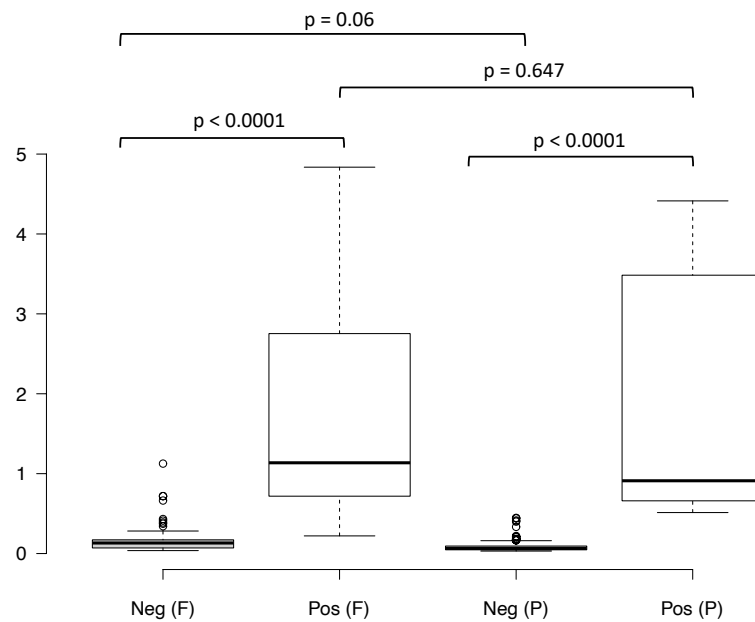 p = 0.06
p = 0.647
p < 0.0001
p < 0.0001
5
4
3
2
1
0
Neg (F)
Pos (F)
Neg (P)
Pos (P)